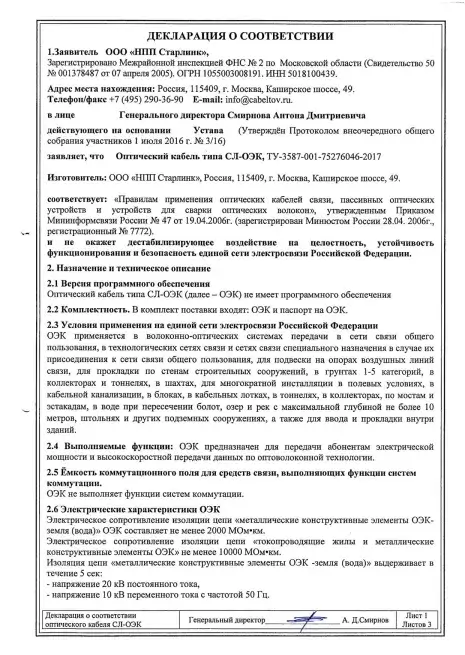 ДЕКЛАРАЦИЯ О СООТВЕТСТВИИ
1.Заявитель ООО «НПП Старлинк»,
Зарегистрировано Межрайонной инспекцией ФНС № 2 по Московской области (Свидетельство 50
№ 001378487 от 07 апреля 2005). ОГРН 1055003008191. ИНН 5018100439.
Адрес места нахождения: Россия, 115409, г. Москва, Каширское шоссе, 49.
Телефон/факс +7 (495) 290-36-90 E-mail: info@cabeltov.ru
в лице Генерального директора Смирнова Антона Дмитриевича
действующего на основании Устава (Утверждён Протоколом внеочередного общего
собрания участников 1 июля 2016 г. № 3/16)
заявляет, что Оптический кабель типа СЛ-ОЭК, ТУ-3587-001-75276046-2017
Изготовитель: ООО «НПП Старлинк», Россия, 115409, г. Москва, Каширское шоссе, 49.
соответствует: «Правилам применения оптических кабелей связи, пассивных оптических
устройств и устройств для сварки оптических волокон», утвержденным Приказом
Мининформсвязи России № 47 от 19.04.2006г. (зарегистрирован Минюстом России 28.04. 2006г.,
регистрационный № 7772).
и не окажет дестабилизирующее воздействие на целостность, устойчивость
функционирования и безопасность единой сети электросвязи Российской Федерации.
2. Назначение и техническое описание
2.1 Версия программного обеспечения
Оптический кабель типа СЛ-ОЭК (далее – ОЭК) не имеет программного обеспечения
2.2 Комплектность. В комплект поставки входят: ОЭК и паспорт на ОЭК.
2.3 Условия применения на единой сети электросвязи Российской Федерации
ОЭК применяется в волоконно-оптических системах передачи в сети связи общего
пользования, в технологических сетях связи и сетях связи специального назначения в случае их
присоединения к сети связи общего пользования, для подвески на опорах воздушных линий
связи, для прокладки по стенам строительных сооружений, в грунтах 1-5 категорий, в
коллекторах и тоннелях, в шахтах, для многократной инсталляции в полевых условиях, в
кабельной канализации, в блоках, в кабельных лотках, в тоннелях, в коллекторах, по мостам и
эстакадам, в воде при пересечении болот, озер и рек с максимальной глубиной не более 10
метров, штольнях и других подземных сооружениях, а также для ввода и прокладки внутри
зданий.
2.4 Выполняемые функции: ОЭК предназначен для передачи абонентам электрической
мощности и высокоскоростной передачи данных по оптоволоконной технологии.
2.5 Ёмкость коммутационного поля для средств связи, выполняющих функции систем
коммутации.
ОЭК не выполняет функции систем коммутации.
2.6 Электрические характеристики ОЭК
Электрическое сопротивление изоляции цепи «металлические конструктивные элементы ОЭК-
земля (вода)» ОЭК составляет не менее 2000 МОм•км.
Электрическое сопротивление изоляции цепи «токопроводящие жилы и металлические
конструктивные элементы ОЭК» не менее 10000 МОм•км.
Изоляция цепи «металлические конструктивные элементы ОЭК -земля (вода)» выдерживает в
течение 5 сек:
- напряжение 20 кВ постоянного тока,
- напряжение 10 кВ переменного тока с частотой 50 Гц.
Декларация о соответствии
оптического кабеля СЛ-ОЭК
Генеральный директор
А. Д.Смирнов
Лист 1
Листов 3